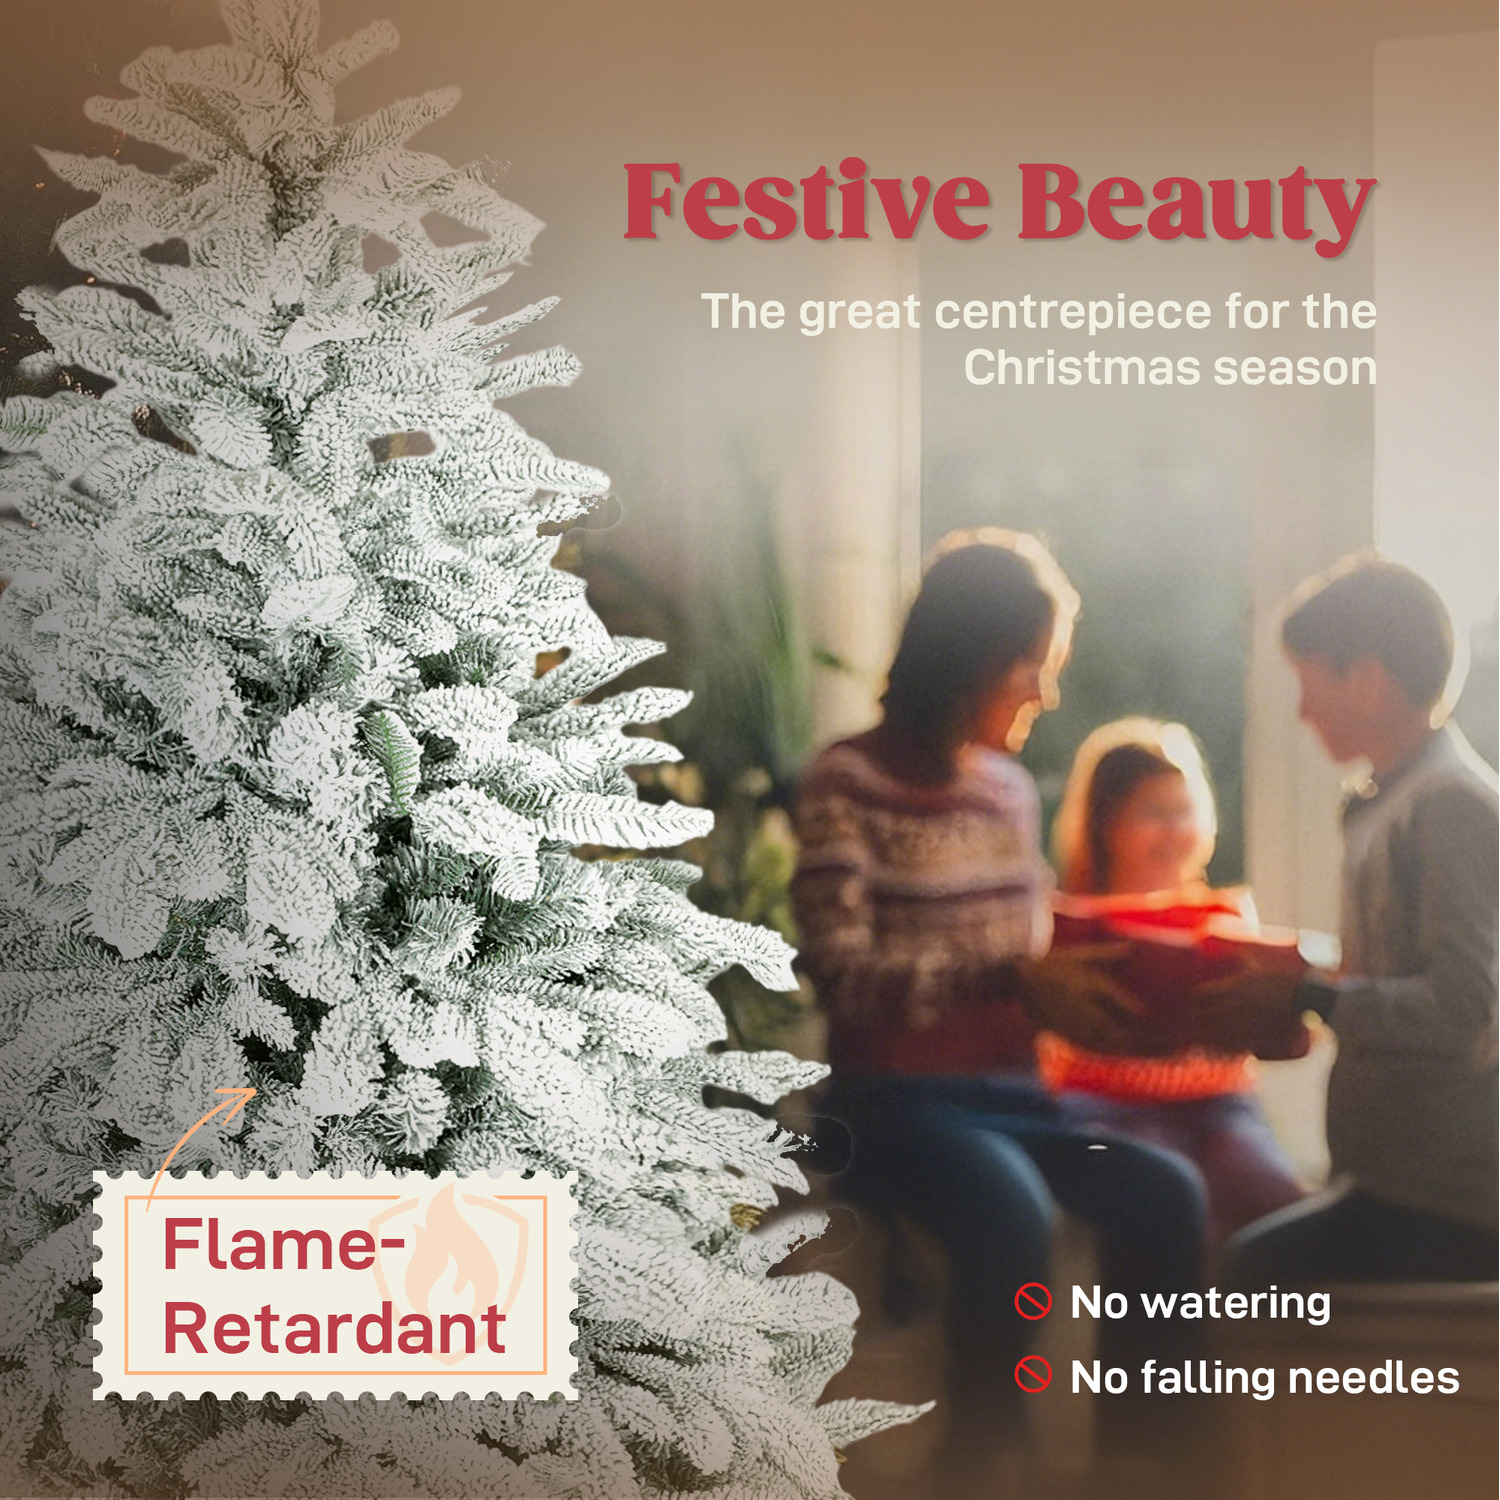 Festive Beauty
The great centrepiece for the
Christmas season
Flame-
Retardant
No watering
No falling needles